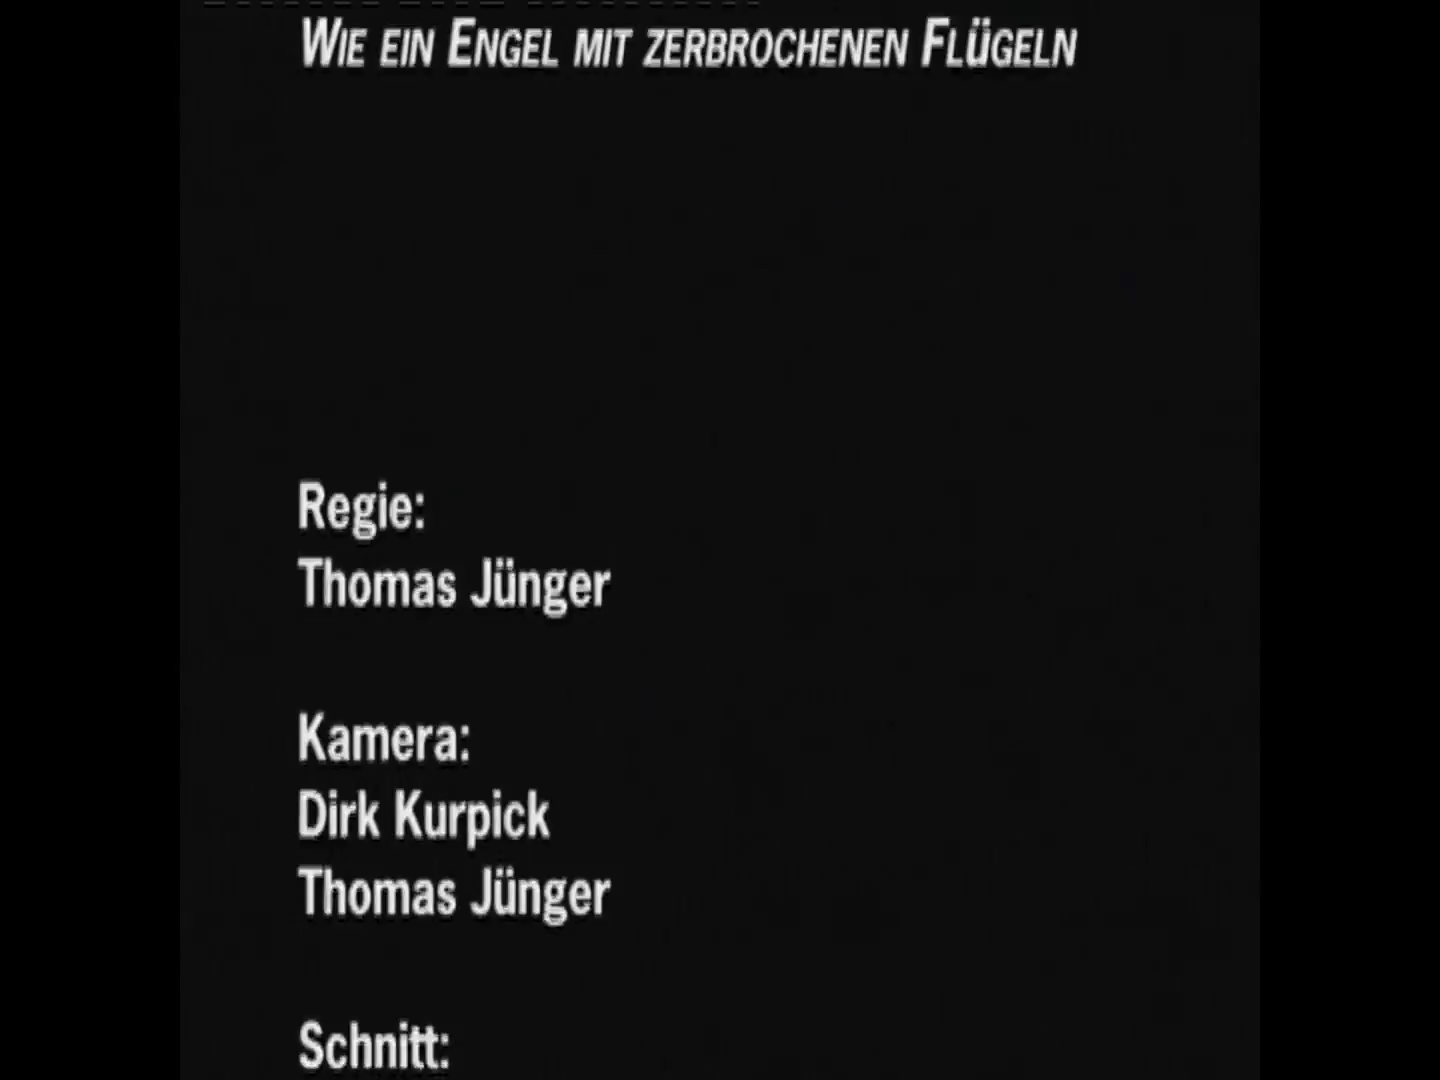 WIE EIN ENGEL MIT ZERBROCHENEN FLÜGELN
Regie:
Thomas Jünger
Kamera:
Dirk Kurpick
Thomas Jünger
Schnitt: